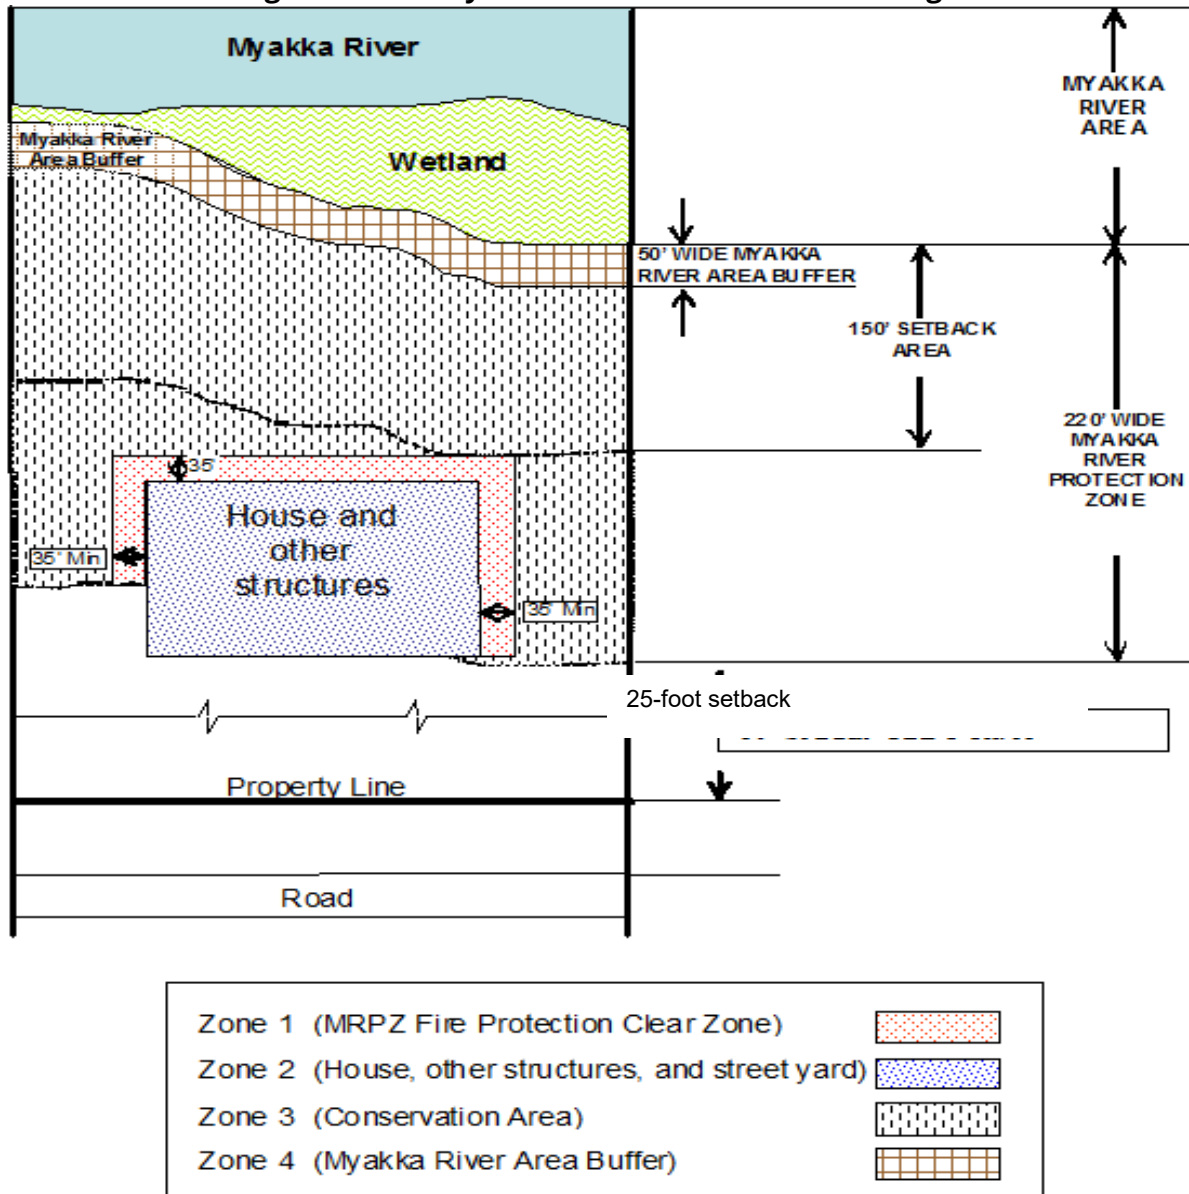 Myakka River
MYAKKA
RIVER
AREA
Myakka River
Area Buffer
Wetland
50' WIDE MYAKKA
RIVER AREA BUFFER
150' SETBACK
AREA
220' WIDE
MYAKKA
RIVER
PROTECTION
ZONE
35'
House and
other
structures
35' Min
35' Min
25-foot setback
Property Line
Road
Zone 1 (MRPZ Fire Protection Clear Zone)
Zone 2 (House, other structures, and street yard)
Zone 3 (Conservation Area)
Zone 4 (Myakka River Area Buffer)